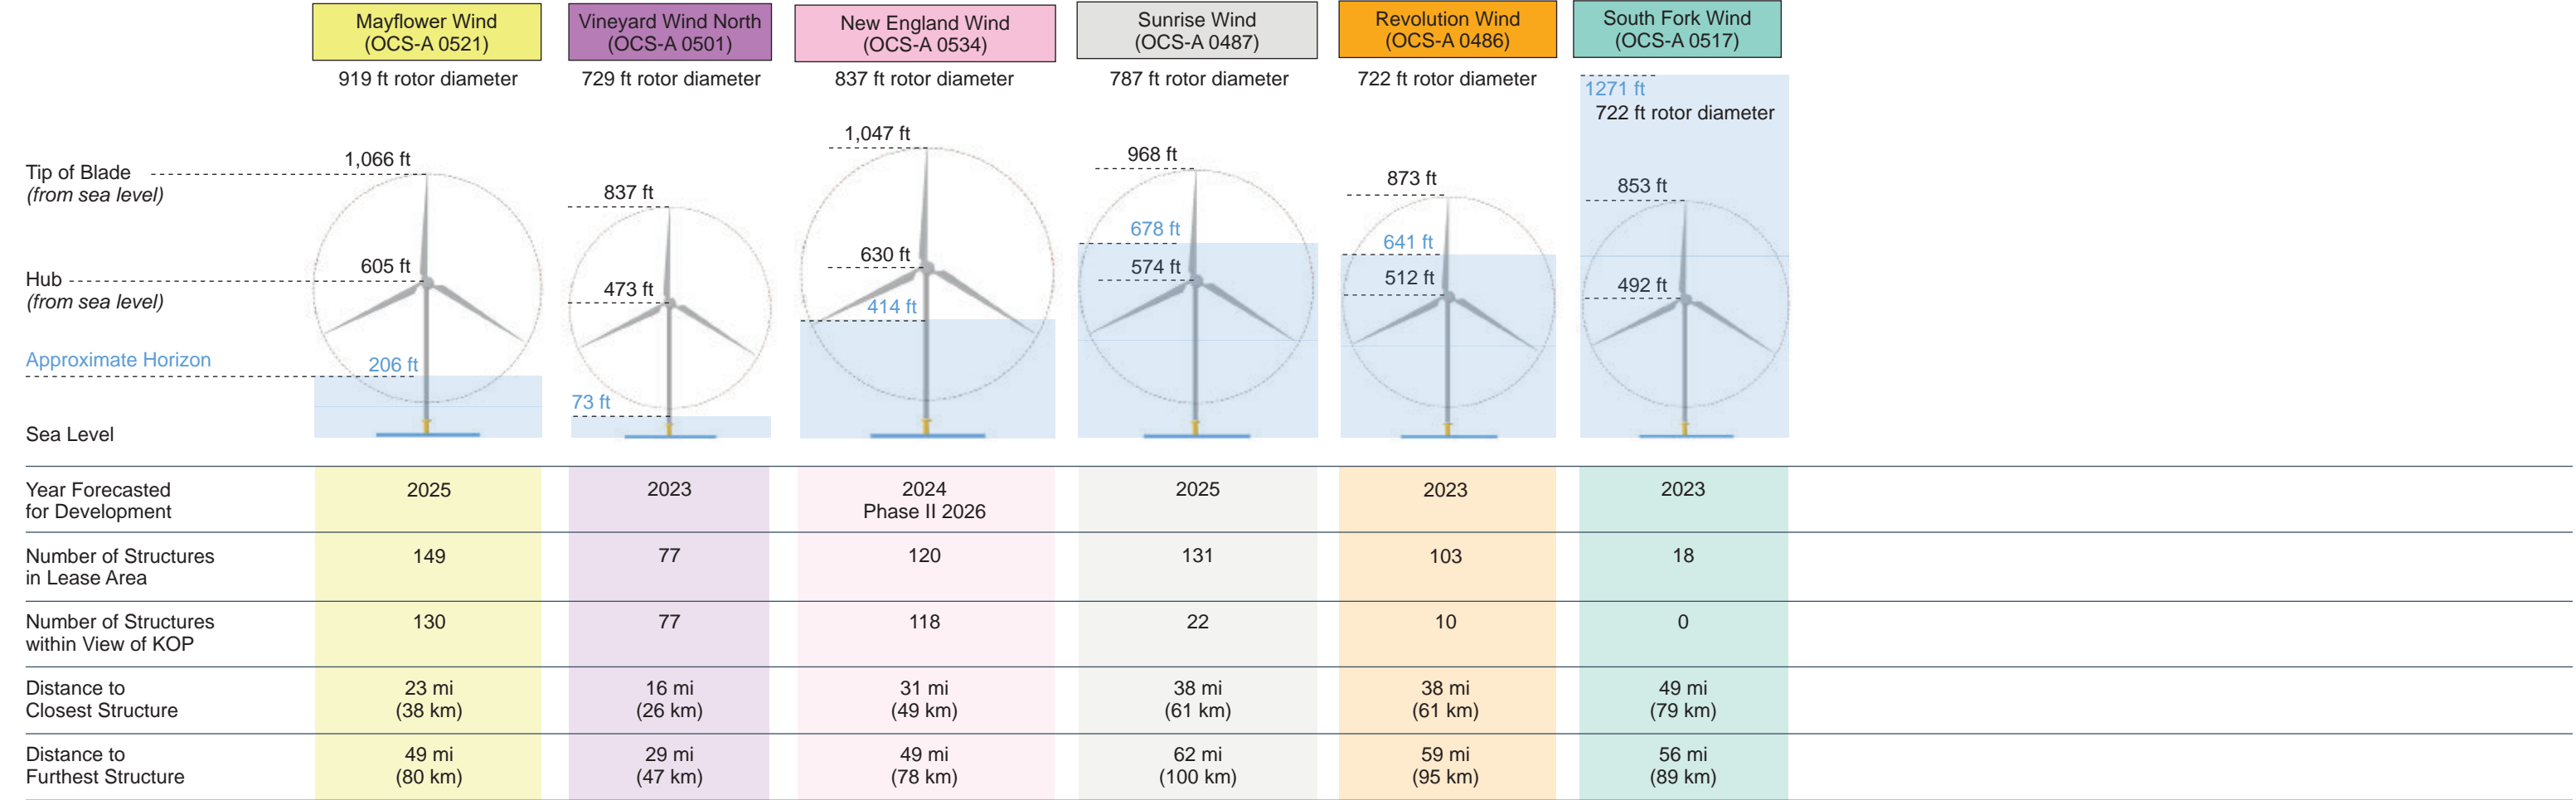 Mayflower Wind
(OCS-A 0521)
Vineyard Wind North
(OCS-A 0501)
New England Wind
(OCS-A 0534)
Sunrise Wind
(OCS-A 0487)
Revolution Wind
(OCS-A 0486)
South Fork Wind
(OCS-A 0517)
919 ft rotor diameter
729 ft rotor diameter
837 ft rotor diameter
787 ft rotor diameter
722 ft rotor diameter
1271 ft
722 ft rotor diameter
Tip of Blade
(from sea level)
1,066 ft
837 ft
1,047 ft
968 ft
873 ft
853 ft
Hub
(from sea level)
605 ft
473 ft
630 ft
678 ft
574 ft
641 ft
512 ft
492 ft
Approximate Horizon
206 ft
73 ft
414 ft
Sea Level
Year Forecasted
for Development
2025
2023
2024
Phase II 2026
2025
2023
2023
Number of Structures
in Lease Area
149
77
120
131
103
18
Number of Structures
within View of KOP
130
77
118
22
10
0
Distance to
Closest Structure
23 mi
(38 km)
16 mi
(26 km)
31 mi
(49 km)
38 mi
(61 km)
38 mi
(61 km)
49 mi
(79 km)
Distance to
Furthest Structure
49 mi
(80 km)
29 mi
(47 km)
49 mi
(78 km)
62 mi
(100 km)
59 mi
(95 km)
56 mi
(89 km)